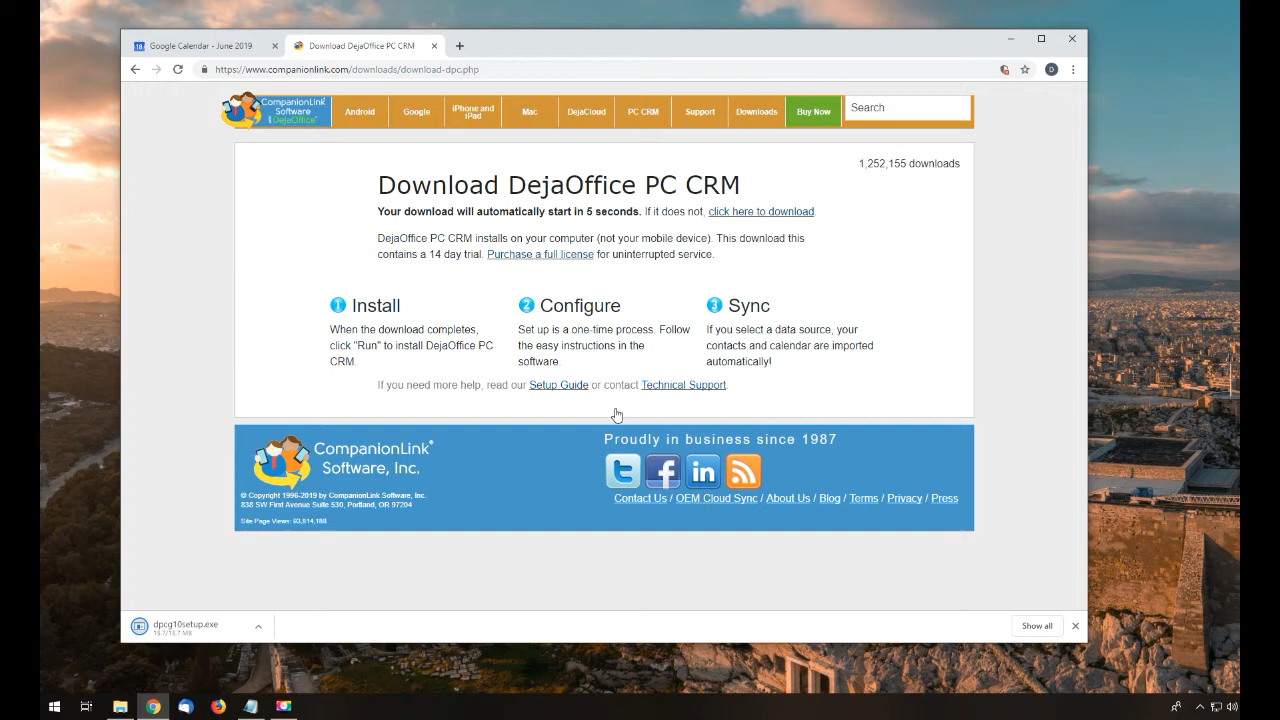 18 Google Calendar - June 2019
Download DejaOffice PC CRM
https://www.companionlink.com/downloads/download-dpc.php
D
CompanionLink
Software
DejaOffice
Android
Google
iPhone and
iPad
Mac
DejaCloud
PC CRM
Support
Downloads
Buy Now
Search
1,252,155 downloads
Download DejaOffice PC CRM
Your download will automatically start in 5 seconds. If it does not, click here to download.
DejaOffice PC CRM installs on your computer (not your mobile device). This download this
contains a 14 day trial. Purchase a full license for uninterrupted service.
1 Install
When the download completes,
click "Run" to install DejaOffice PC
CRM.
2 Configure
Set up is a one-time process. Follow
the easy instructions in the
software.
3 Sync
If you select a data source, your
contacts and calendar are imported
automatically!
If you need more help, read our Setup Guide or contact Technical Support.
CompanionLink®
Software, Inc.
© Copyright 1996-2019 by CompanionLink Software, Inc.
838 SW First Avenue Suite 530, Portland, OR 97204
Site Page Views: 93,914,188
Proudly in business since 1987
Contact Us / OEM Cloud Sync / About Us / Blog / Terms / Privacy / Press
dpcg10setup.exe
15.7/15.7 MB
Show all